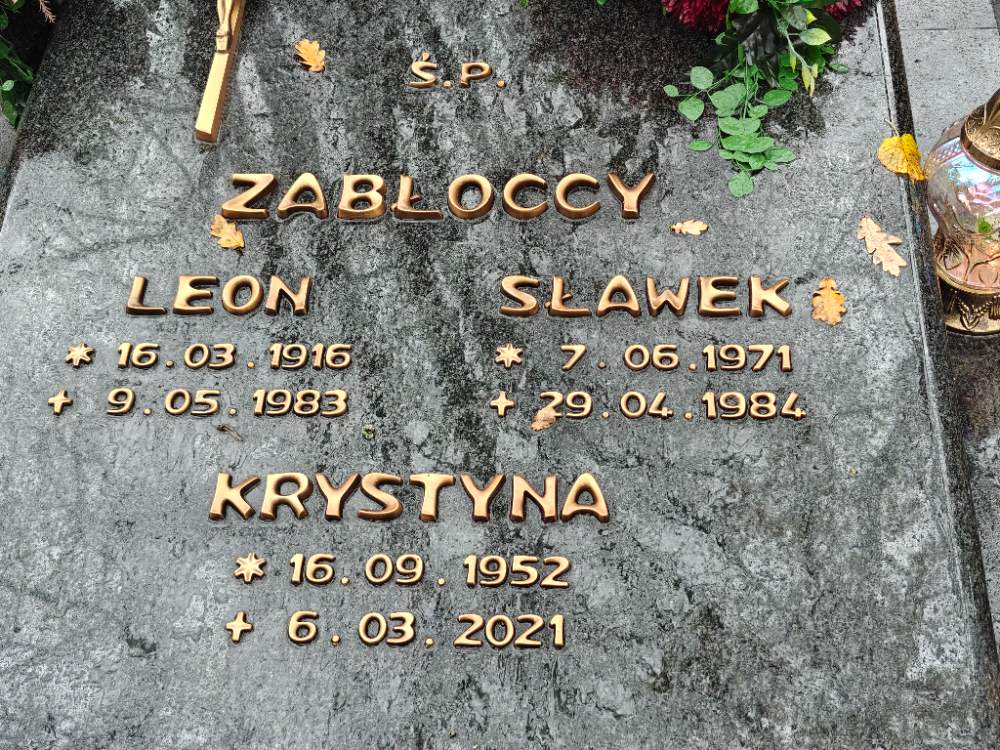 Ś.P.
ZABŁOCCY
LEON
* 16.03.1916
+ 9.05.1983
SŁAWEK
* 7.06.1971
+ 29.04.1984
KRYSTYNA
* 16.09.1952
+ 6.03.2021